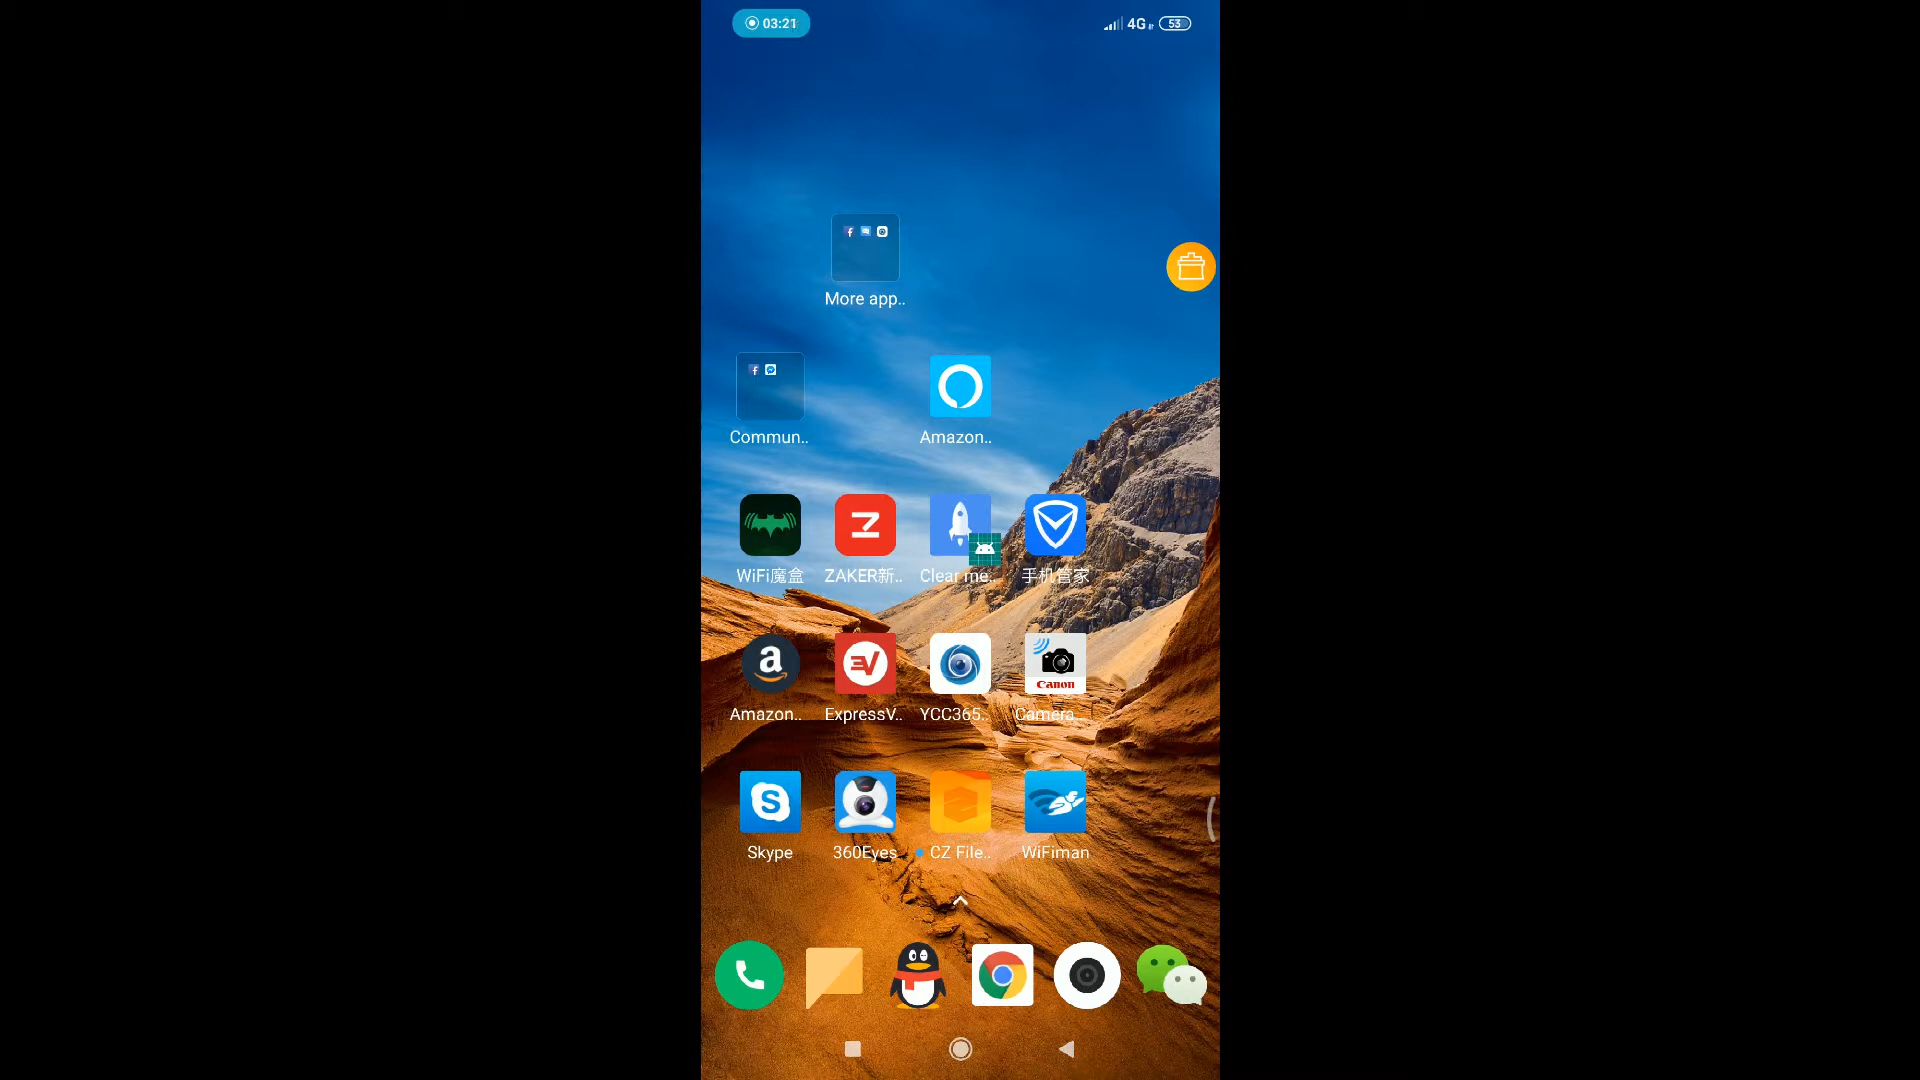 03:21
4G
53
More app..
Commun..
Amazon..
WiFi魔盒
ZAKER新..
Clear me..
手机管家
Amazon..
ExpressV..
YCC365..
Canon
Camera..
Skype
360Eyes
CZ File..
WiFiman